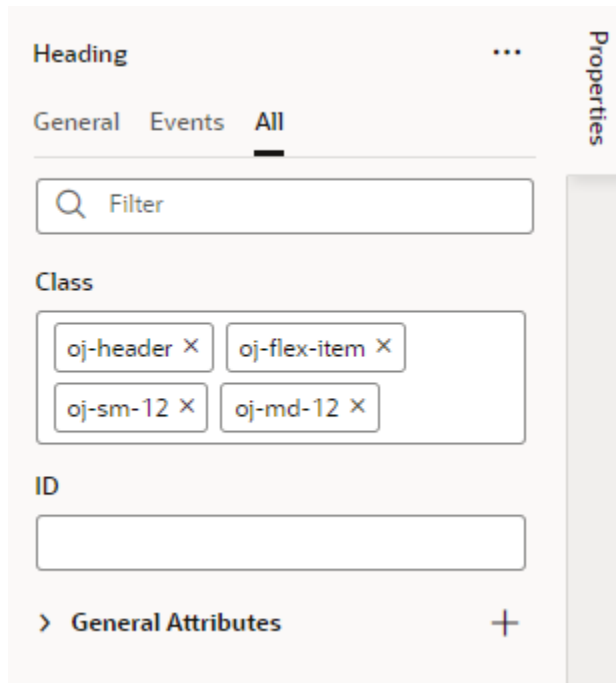 Heading
General Events All
Filter
Class
oj-header × oj-flex-item ×
oj-sm-12 × oj-md-12 ×
ID
General Attributes
Properties